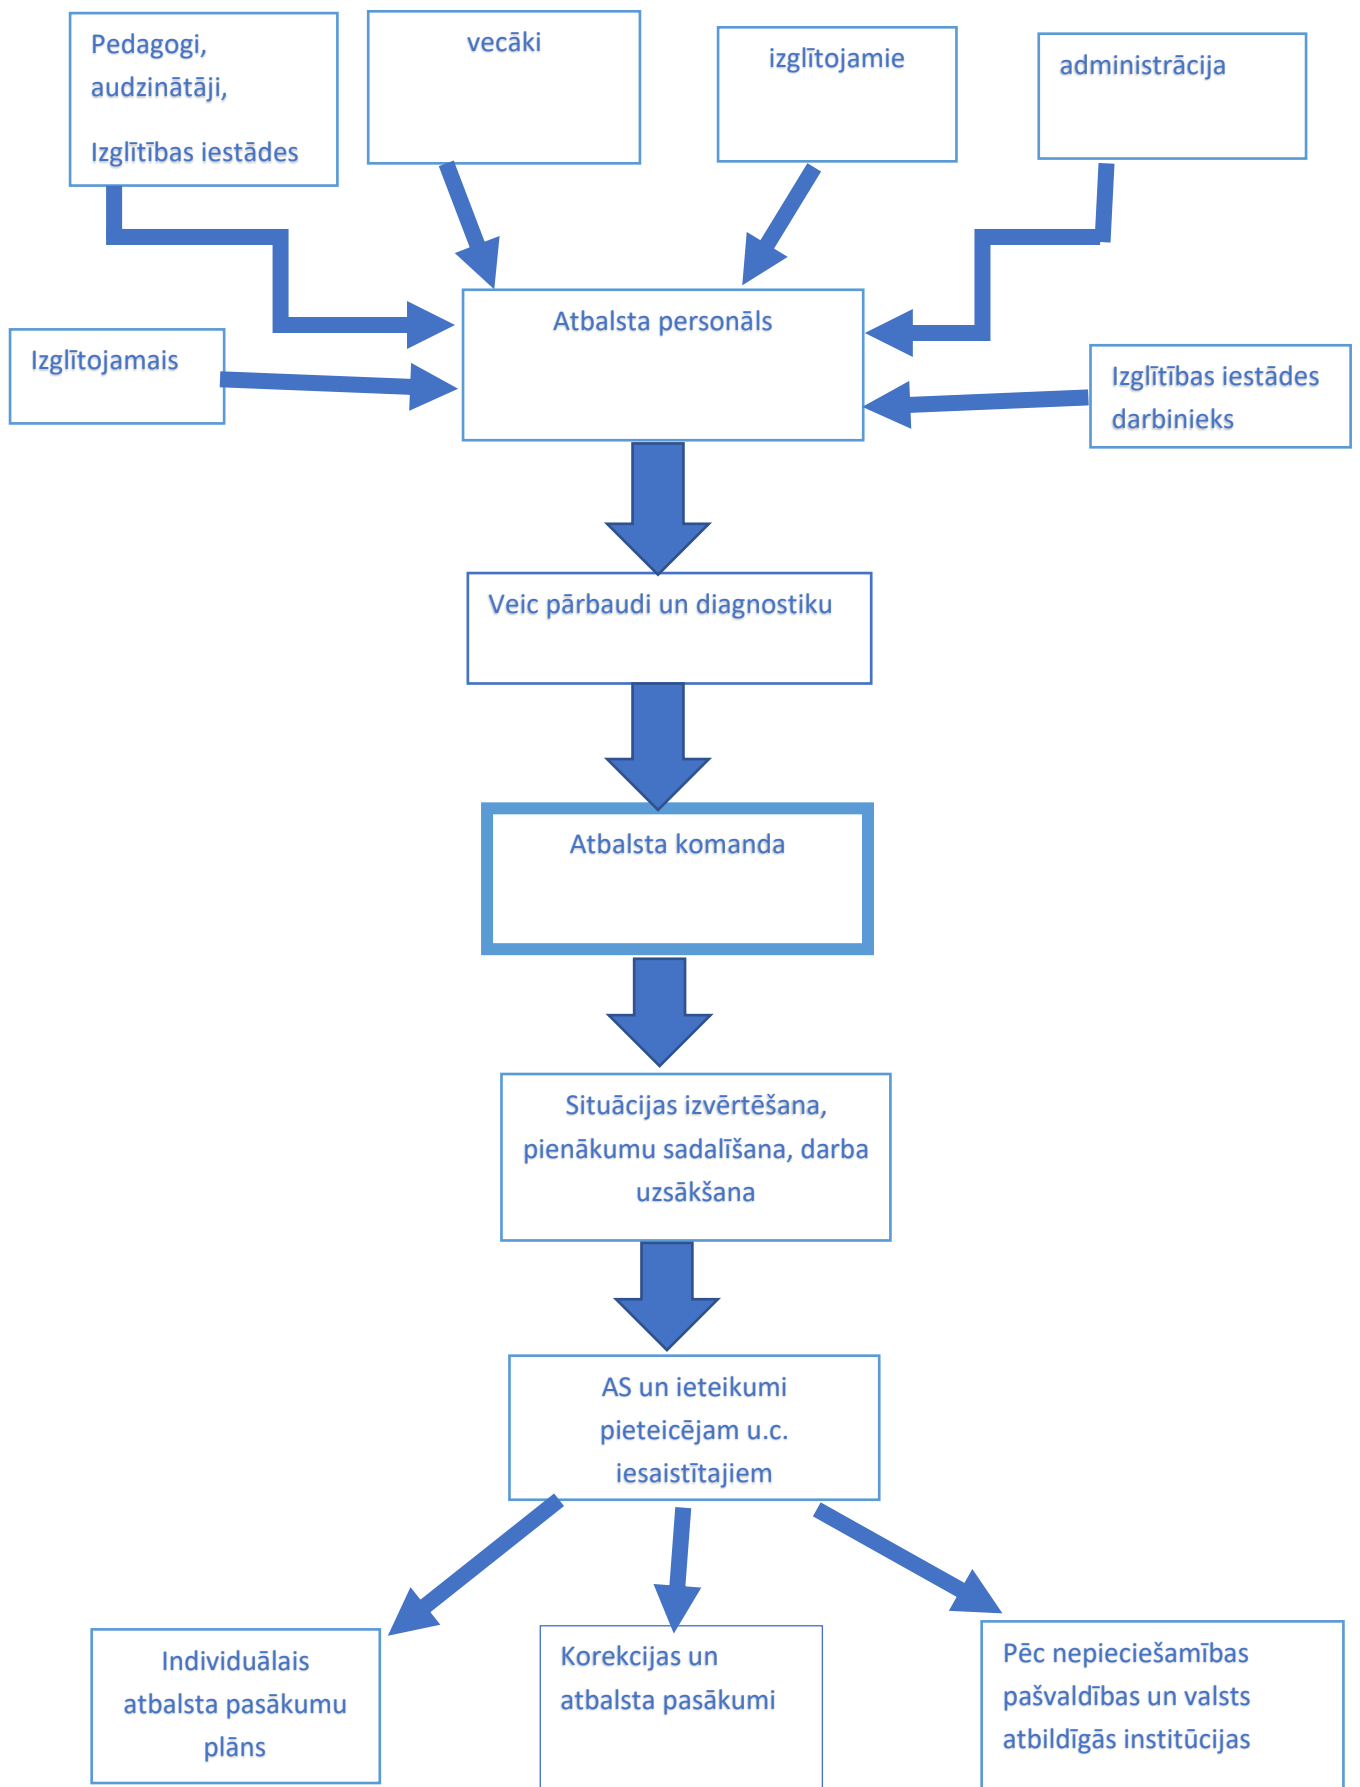 Pedagogi,
audzinātāji,
Izglītības iestādes
vecāki
izglītojamie
administrācija
Atbalsta personāls
Izglītojamais
Izglītības iestādes
darbinieks
Veic pārbaudi un diagnostiku
Atbalsta komanda
Situācijas izvērtēšana,
pienākumu sadalīšana, darba
uzsākšana
AS un ieteikumi
pieteicējam u.c.
iesaistītajiem
Individuālais
atbalsta pasākumu
plāns
Korekcijas un
atbalsta pasākumi
Pēc nepieciešamības
pašvaldības un valsts
atbildīgās institūcijas